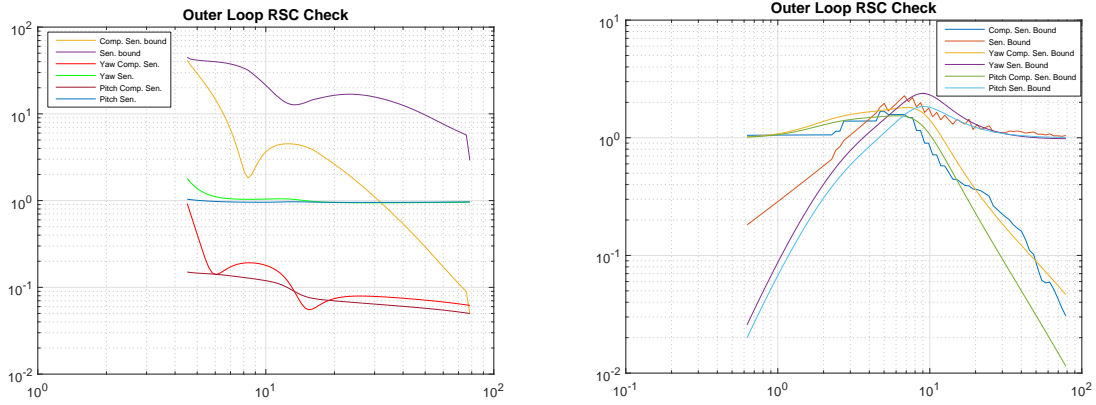 Outer Loop RSC Check
10^2
10^1
10^0
10^-1
10^-2
10^0
10^1
10^2
Comp. Sen. bound
Sen. bound
Yaw Comp. Sen.
Yaw Sen.
Pitch Comp. Sen.
Pitch Sen.
Outer Loop RSC Check
10^1
10^0
10^-1
10^-2
10^-1
10^0
10^1
10^2
Comp. Sen. Bound
Sen. Bound
Yaw Comp. Sen. Bound
Yaw Sen. Bound
Pitch Comp. Sen. Bound
Pitch Sen. Bound